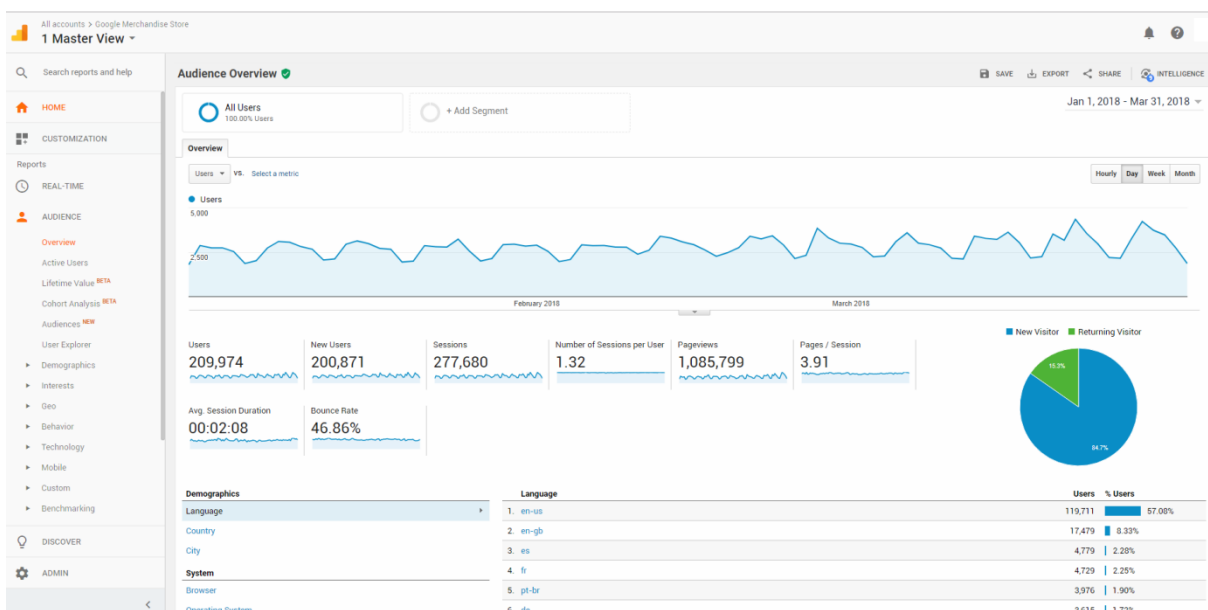 All accounts > Google Merchandise Store
1 Master View
Search reports and help
HOME
CUSTOMIZATION
Reports
REAL-TIME
AUDIENCE
Overview
Active Users
Lifetime Value BETA
Cohort Analysis BETA
Audiences NEW
User Explorer
Demographics
Interests
Geo
Behavior
Technology
Mobile
Custom
Benchmarking
DISCOVER
ADMIN
Audience Overview
SAVE EXPORT SHARE INTELLIGENCE
All Users
100.00% Users
+ Add Segment
Jan 1, 2018 - Mar 31, 2018
Overview
Users VS. Select a metric
Hourly Day Week Month
Users
5,000
2,500
February 2018 March 2018
New Visitor Returning Visitor
15.3%
84.7%
Users
209,974
New Users
200,871
Sessions
277,680
Number of Sessions per User
1.32
Pageviews
1,085,799
Pages / Session
3.91
Avg. Session Duration
00:02:08
Bounce Rate
46.86%
Demographics
Language
Country
City
System
Browser
Operating System
Language Users % Users
1. en-us 119,711 57.08%
2. en-gb 17,479 8.33%
3. es 4,779 2.28%
4. fr 4,729 2.25%
5. pt-br 3,976 1.90%
6. de 3,615 1.72%